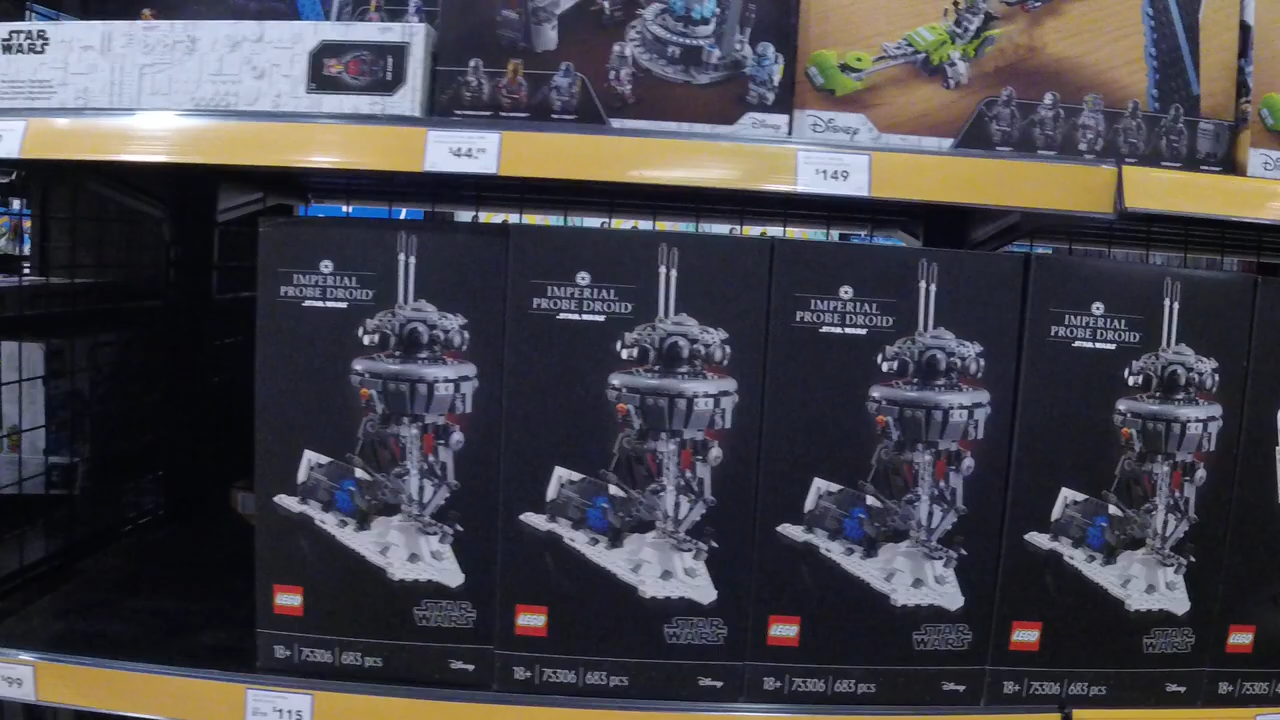 STAR
WARS
Disney
Disney
$44.99
$149
IMPERIAL
PROBE DROID
STAR WARS
IMPERIAL
PROBE DROID
STAR WARS
IMPERIAL
PROBE DROID
STAR WARS
IMPERIAL
PROBE DROID
STAR WARS
LEGO
STAR
WARS
LEGO
STAR
WARS
LEGO
STAR
WARS
LEGO
STAR
WARS
LEGO
18+ 75306 683 pcs
Disney
18+ 75306 683 pcs
Disney
18+ 75306 683 pcs
Disney
18+ 75306 683 pcs
Disney
18+
$99
$115